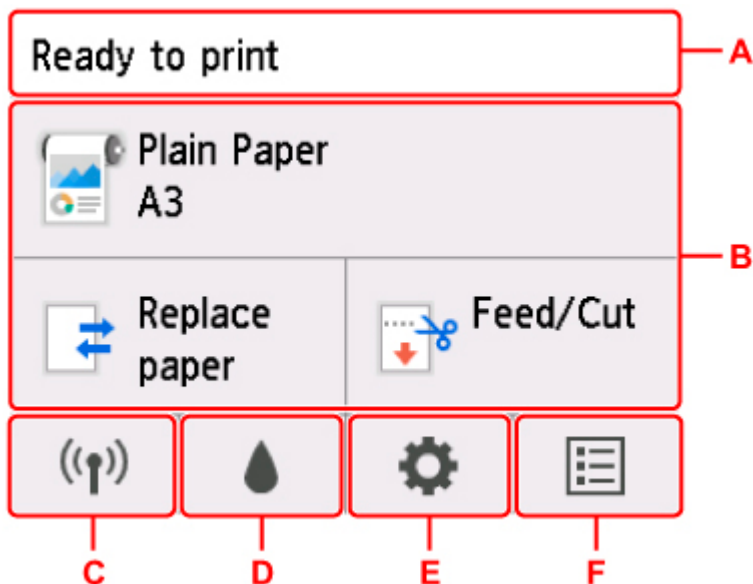 Ready to print
A
Plain Paper
A3
B
Replace
paper
Feed/Cut
C
D
E
F